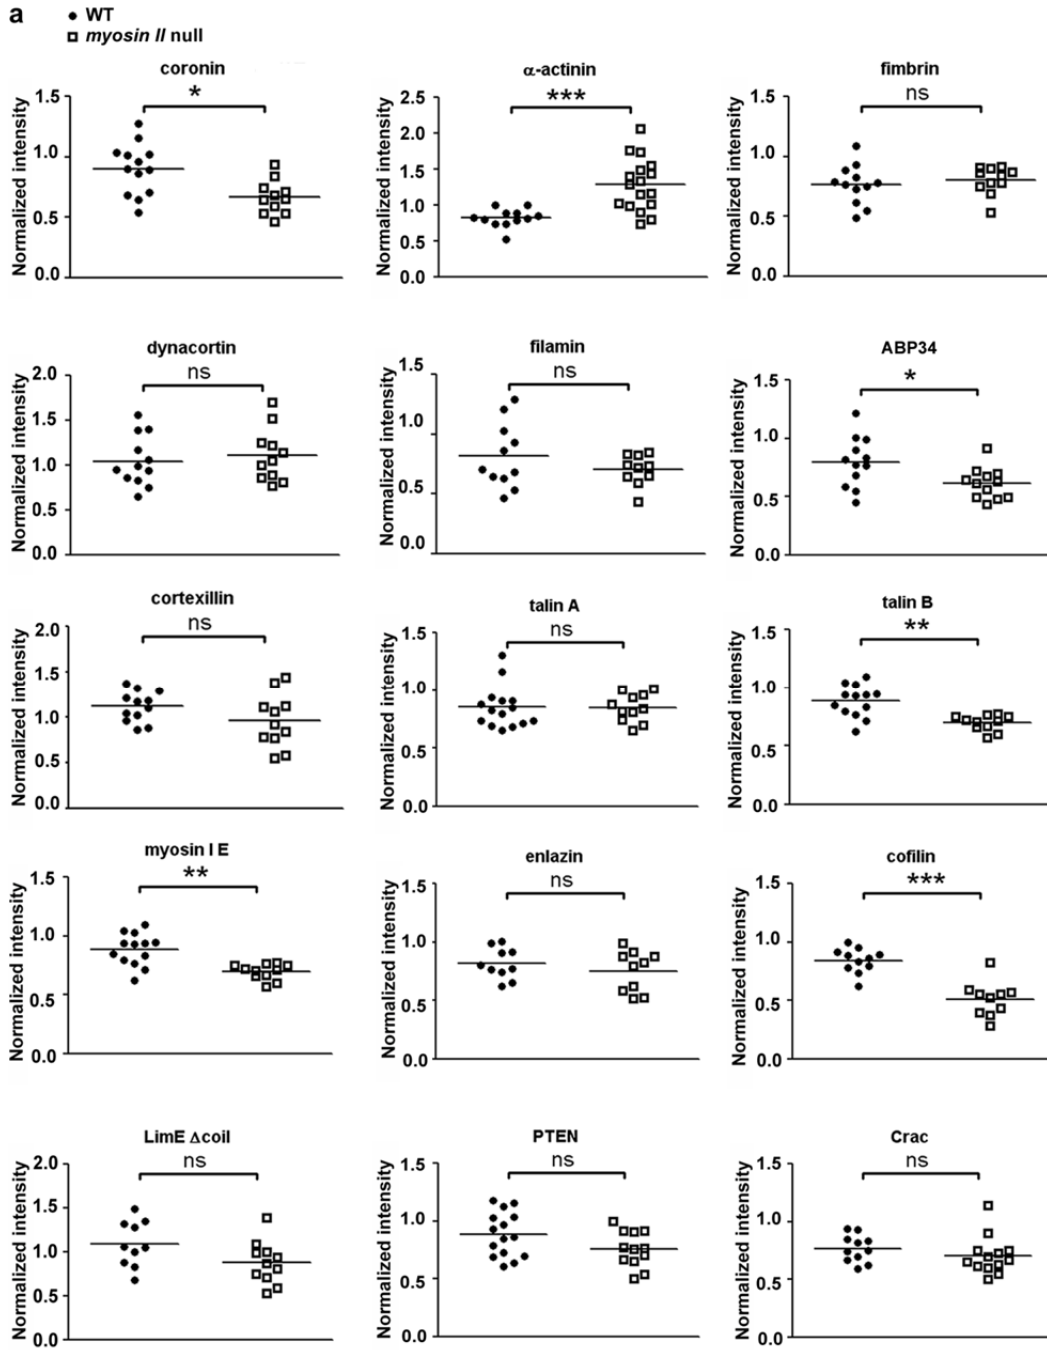 a
● WT
□ myosin II null
coronin
*
Normalized intensity
1.5
1.0
0.5
0.0
α-actinin
***
Normalized intensity
2.5
2.0
1.5
1.0
0.5
0.0
fimbrin
ns
Normalized intensity
1.5
1.0
0.5
0.0
dynacortin
ns
Normalized intensity
2.0
1.5
1.0
0.5
0.0
filamin
ns
Normalized intensity
1.5
1.0
0.5
0.0
ABP34
*
Normalized intensity
1.5
1.0
0.5
0.0
cortexillin
ns
Normalized intensity
2.0
1.5
1.0
0.5
0.0
talin A
ns
Normalized intensity
1.5
1.0
0.5
0.0
talin B
**
Normalized intensity
1.5
1.0
0.5
0.0
myosin I E
**
Normalized intensity
1.5
1.0
0.5
0.0
enlazin
ns
Normalized intensity
1.5
1.0
0.5
0.0
cofilin
***
Normalized intensity
1.5
1.0
0.5
0.0
LimE Δcoil
ns
Normalized intensity
2.0
1.5
1.0
0.5
0.0
PTEN
ns
Normalized intensity
1.5
1.0
0.5
0.0
Crac
ns
Normalized intensity
1.5
1.0
0.5
0.0